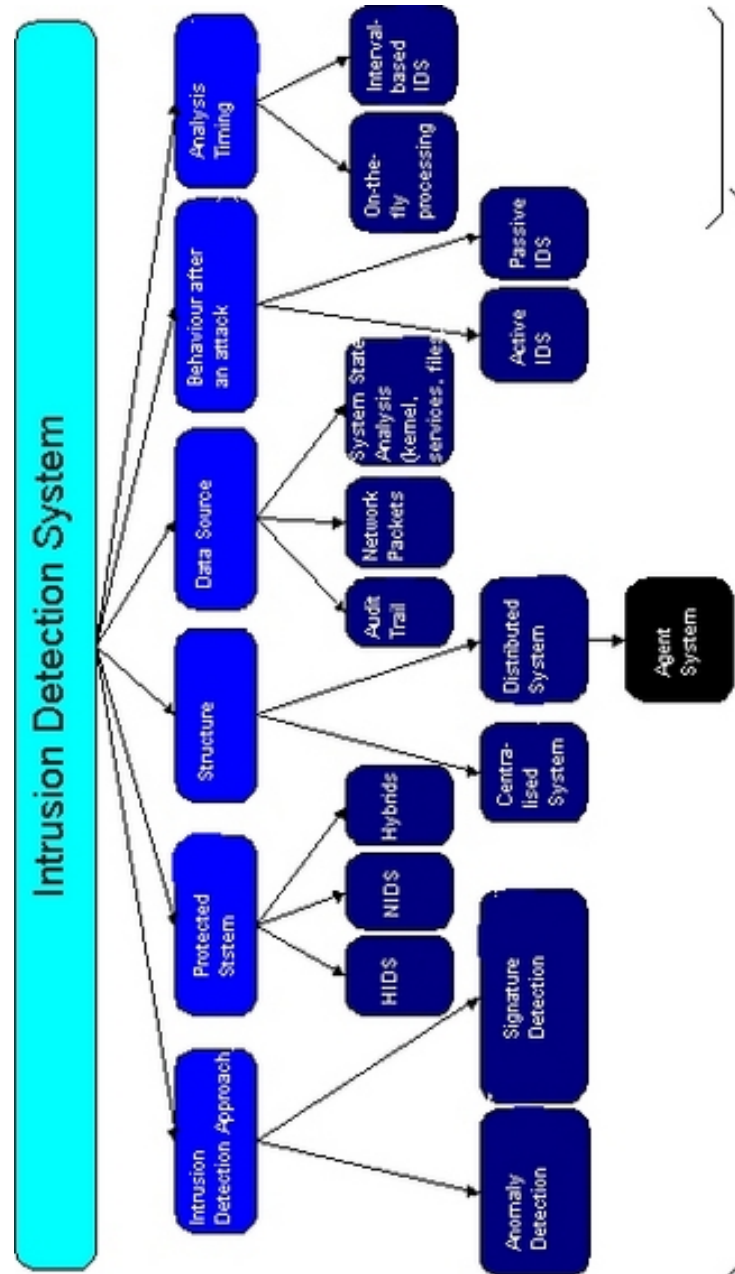 Intrusion Detection System
Intrusion
Detection Approach
Protected
Ststem
Structure
Data Source
Behaviour after
an attack
Analysis
Timing
HIDS
NIDS
Hybrids
Audit
Trail
Network
Packets
System State
Analysis
(kernel,
services, files
On-the-
fly
processing
Interval-
based IDS
Anomaly
Detection
Signature
Detection
Centra-
lised
System
Distributed
System
Active
IDS
Passive
IDS
Agent
System